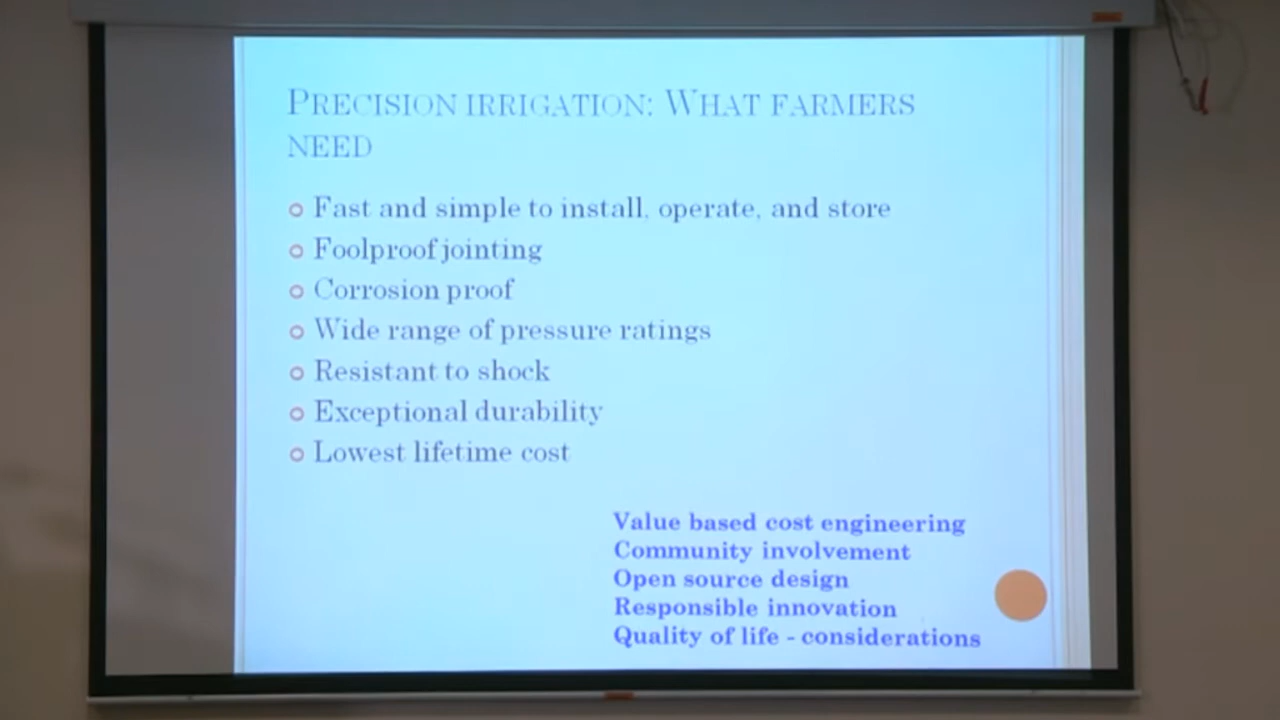 PRECISION IRRIGATION: WHAT FARMERS
NEED
Fast and simple to install, operate, and store
Foolproof jointing
Corrosion proof
Wide range of pressure ratings
Resistant to shock
Exceptional durability
Lowest lifetime cost
Value based cost engineering
Community involvement
Open source design
Responsible innovation
Quality of life - considerations